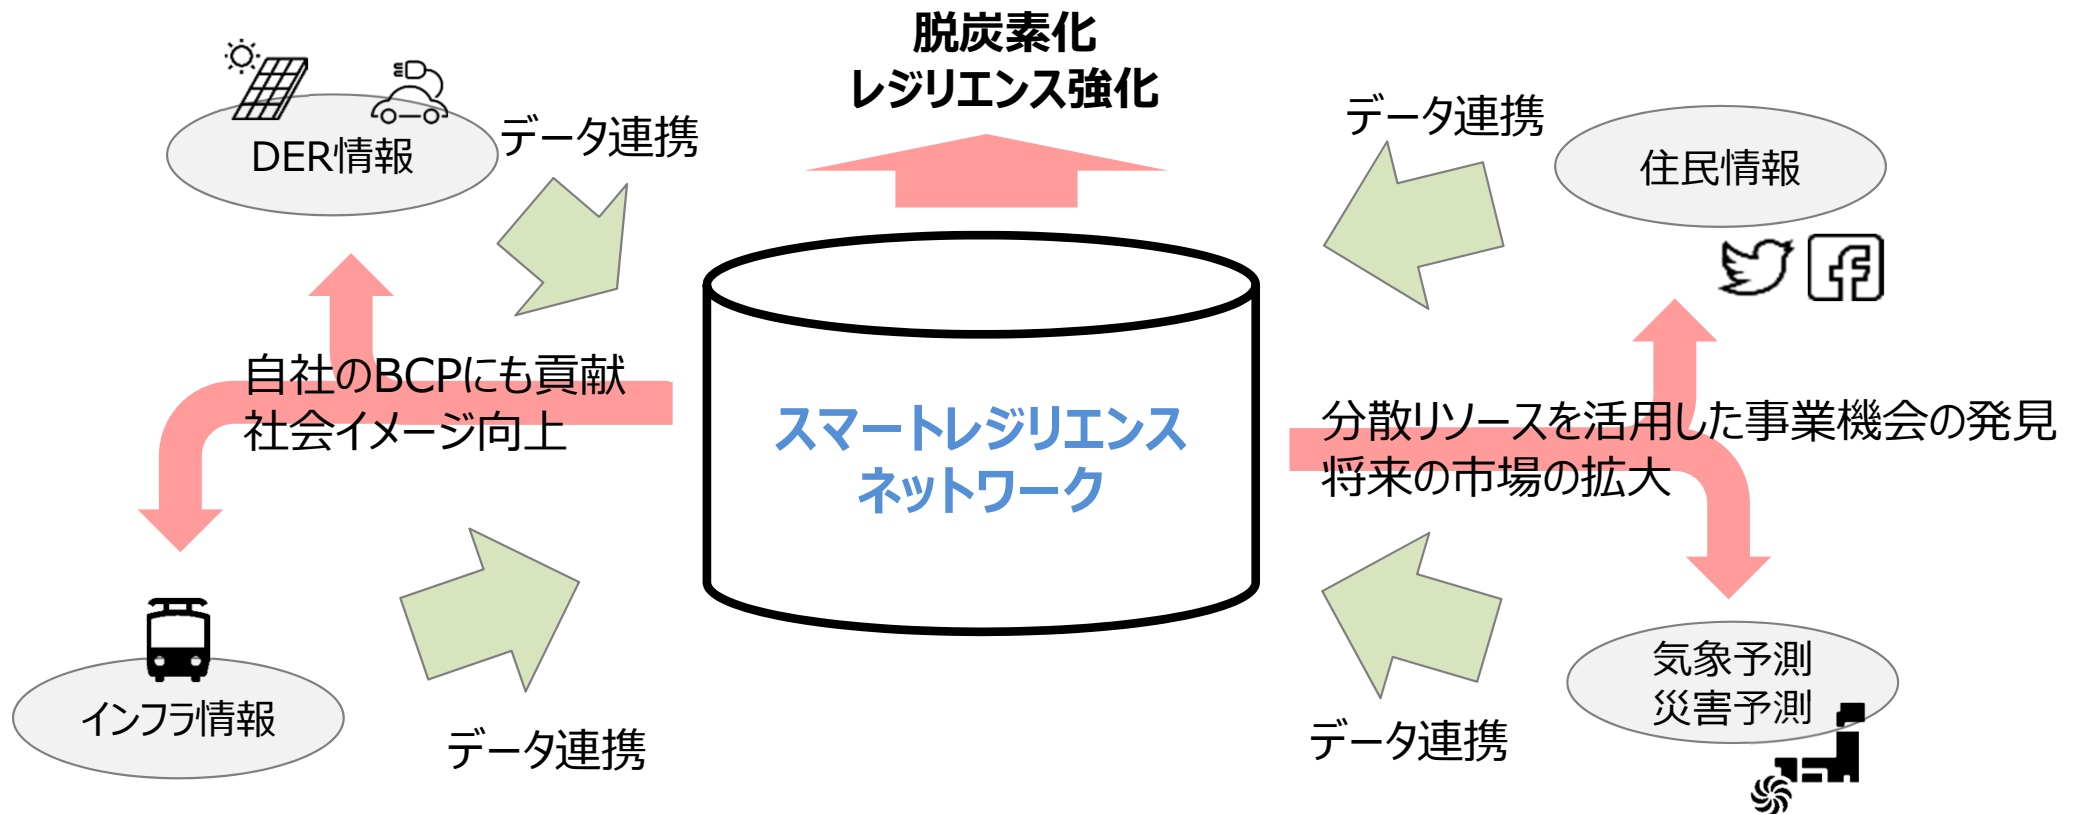 脱炭素化
レジリエンス強化
DER情報
データ連携
データ連携
住民情報
自社のBCPにも貢献
社会イメージ向上
スマートレジリエンス
ネットワーク
分散リソースを活用した事業機会の発見
将来の市場の拡大
インフラ情報
データ連携
データ連携
気象予測
災害予測